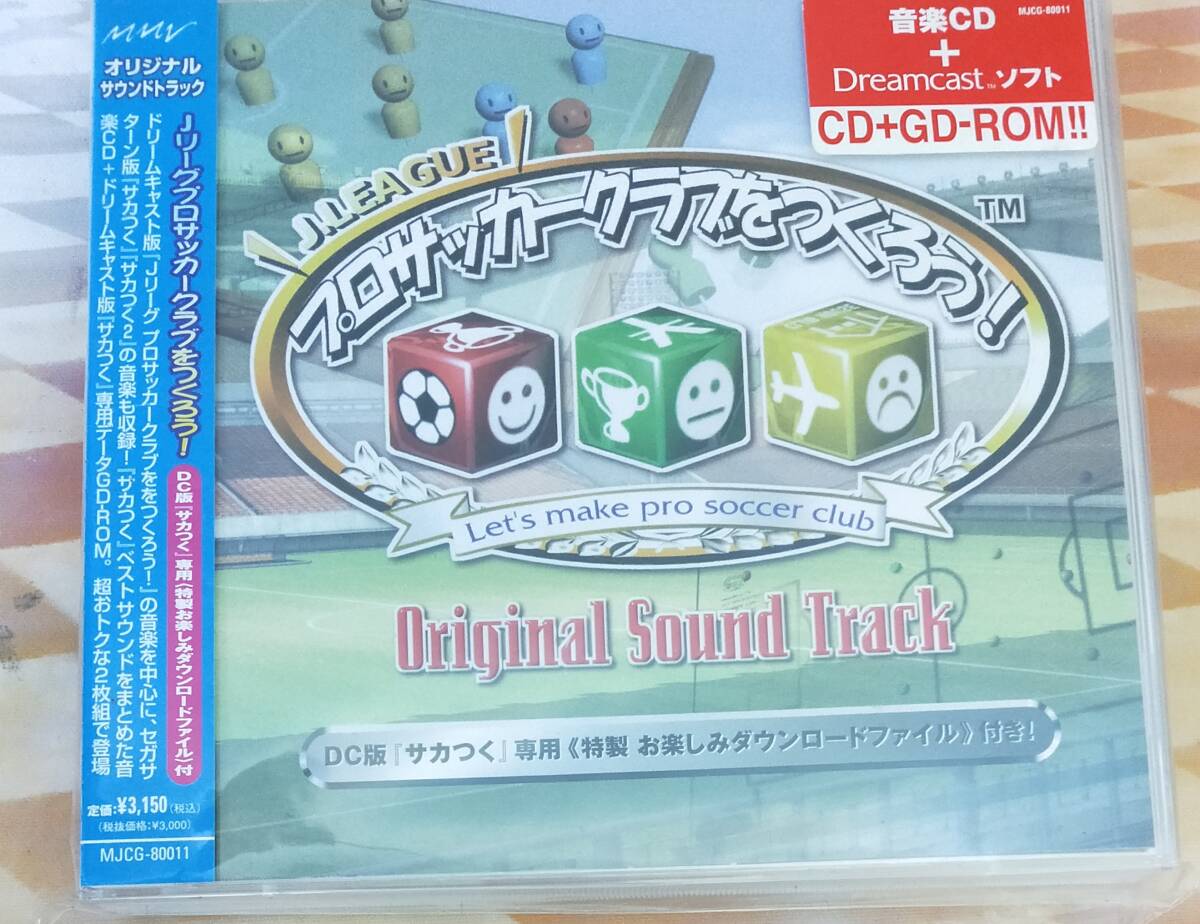 オリジナル
サウンドトラック
Jリーグプロサッカークラブをつくろう!
DC版『サカつく』専用《特製お楽しみダウンロードファイル》付
ドリームキャスト版『Jリーグ プロサッカークラブををつくろう!』の音楽を中心に、セガサ
ターン版『サカつく』『サカつく2』の音楽も収録!『サカつく』ベストサウンドをまとめた音
楽CD+ドリームキャスト版『サカつく』専用データGD-ROM。超おトクな2枚組で登場
定価:¥3,150(税込)
(税抜価格:¥3,000)
MJCG-80011
音楽CD
MJCG-80011
+
Dreamcast™ソフト
CD+GD-ROM!!
J.LEAGUE
プロサッカークラブをつくろう!
TM
Let's make pro soccer club
Original Sound Track
DC版『サカつく』専用《特製 お楽しみダウンロードファイル》付き!